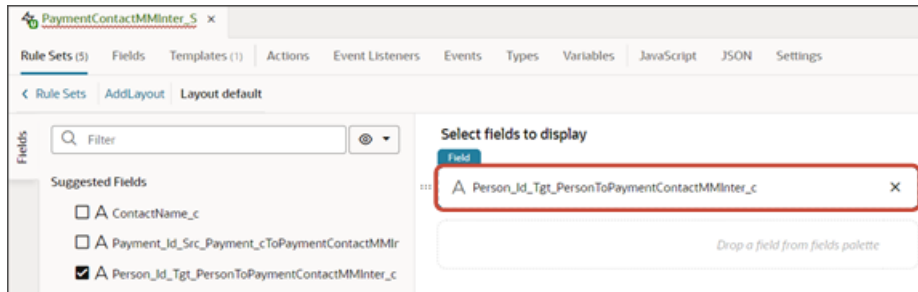 PaymentContactMMInter_S ×
Rule Sets (5) Fields Templates (1) Actions Event Listeners Events Types Variables JavaScript JSON Settings
< Rule Sets AddLayout Layout default
Fields
Filter
Select fields to display
Field
A Person_Id_Tgt_PersonToPaymentContactMMInter_c ×
Suggested Fields
A ContactName_c
A Payment_Id_Src_Payment_cToPaymentContactMMIr
Drop a field from fields palette
A Person_Id_Tgt_PersonToPaymentContactMMInter_c